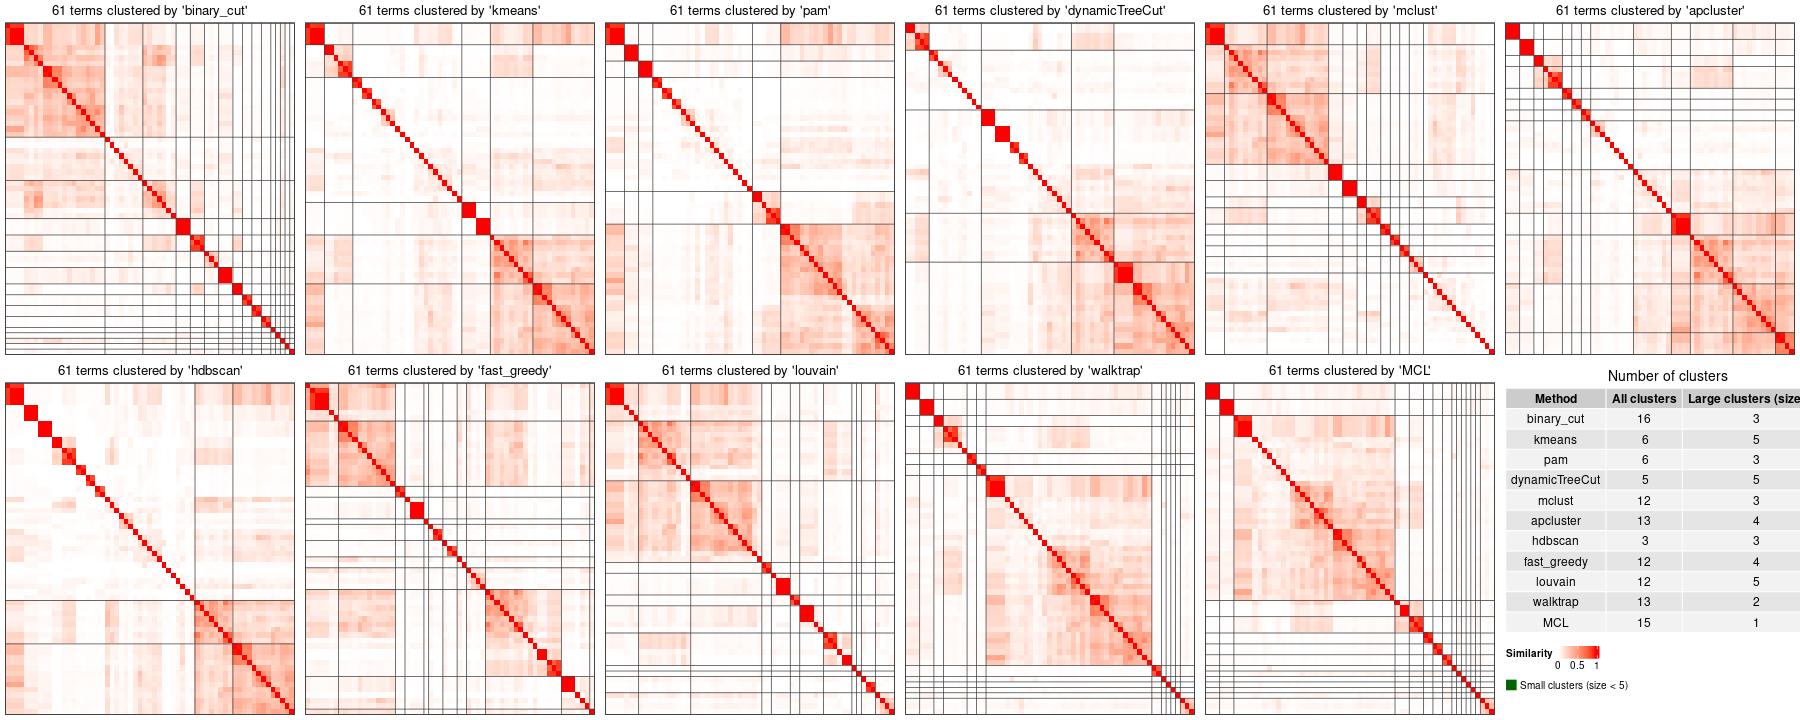 61 terms clustered by 'binary_cut'
61 terms clustered by 'kmeans'
61 terms clustered by 'pam'
61 terms clustered by 'dynamicTreeCut'
61 terms clustered by 'mclust'
61 terms clustered by 'apcluster'
61 terms clustered by 'hdbscan'
61 terms clustered by 'fast_greedy'
61 terms clustered by 'louvain'
61 terms clustered by 'walktrap'
61 terms clustered by 'MCL'
Number of clusters
Method All clusters Large clusters (size
binary_cut 16 3
kmeans 6 5
pam 6 3
dynamicTreeCut 5 5
mclust 12 3
apcluster 13 4
hdbscan 3 3
fast_greedy 12 4
louvain 12 5
walktrap 13 2
MCL 15 1
Similarity
0 0.5 1
Small clusters (size < 5)